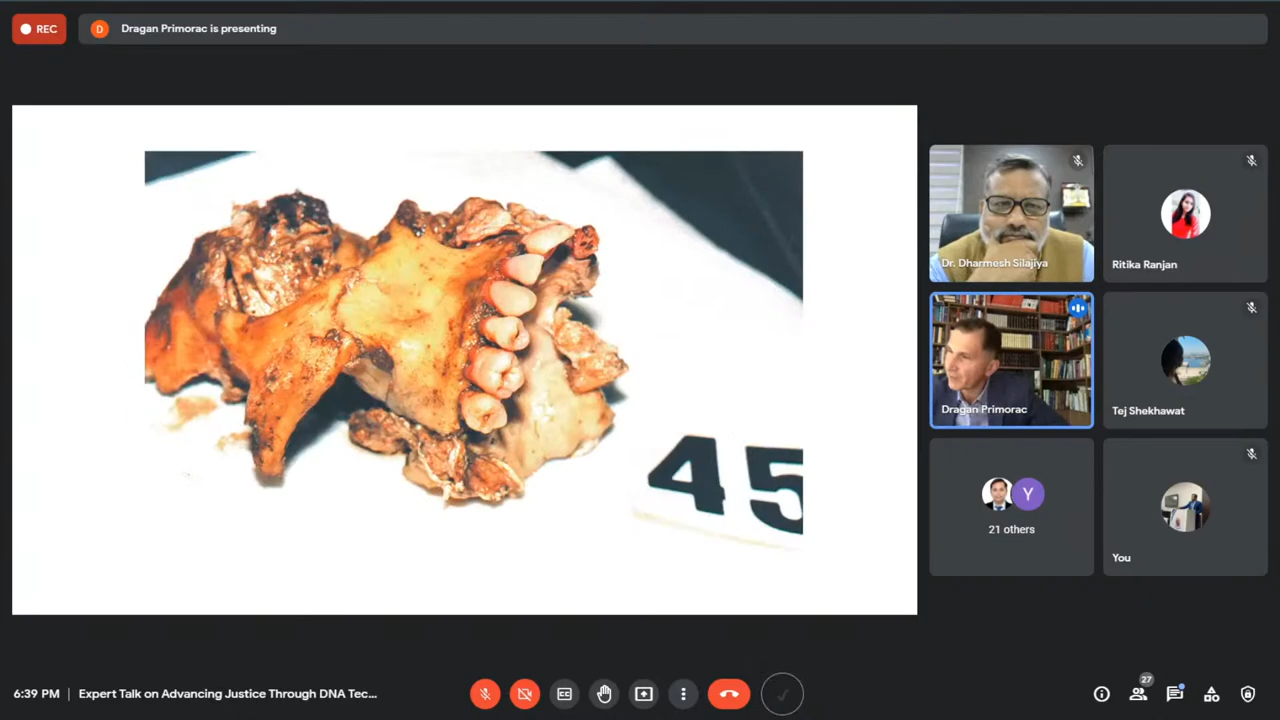 REC
D
Dragan Primorac is presenting
45
Dr. Dharmesh Silajiya
Ritika Ranjan
Dragan Primorac
Tej Shekhawat
Y
21 others
You
6:39 PM | Expert Talk on Advancing Justice Through DNA Tec...
CC
27